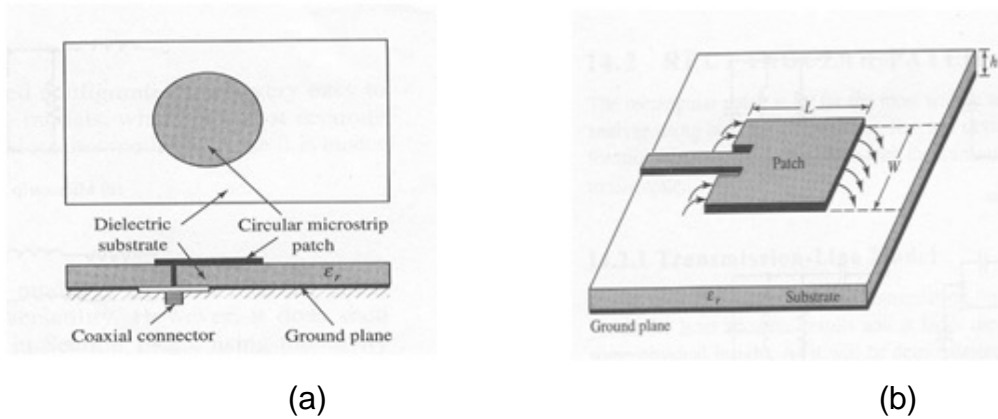 Dielectric
substrate
Circular microstrip
patch
εr
Coaxial connector
Ground plane
(a)
h
L
Patch
W
εr
Substrate
Ground plane
(b)